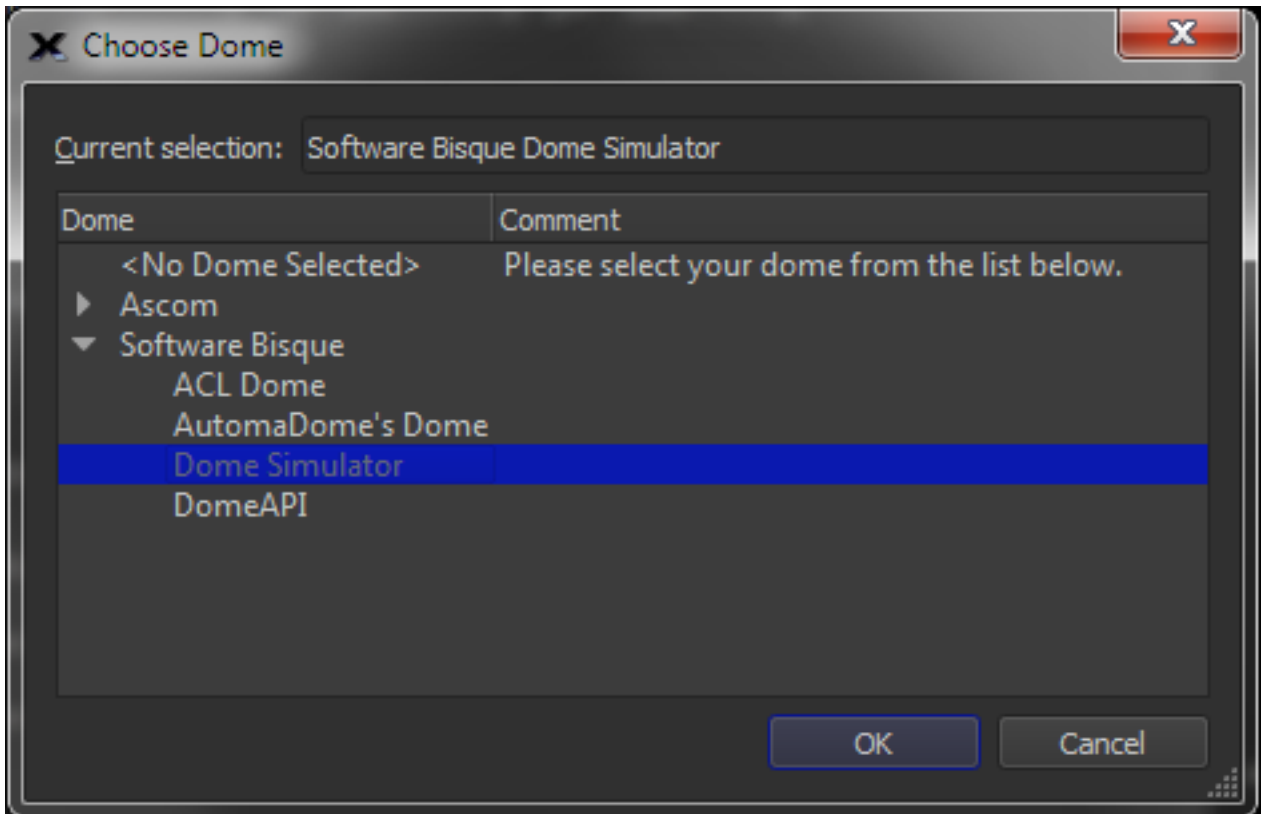 Choose Dome
Current selection: Software Bisque Dome Simulator
Dome Comment
<No Dome Selected> Please select your dome from the list below.
Ascom
Software Bisque
ACL Dome
AutomaDome's Dome
Dome Simulator
DomeAPI
OK Cancel